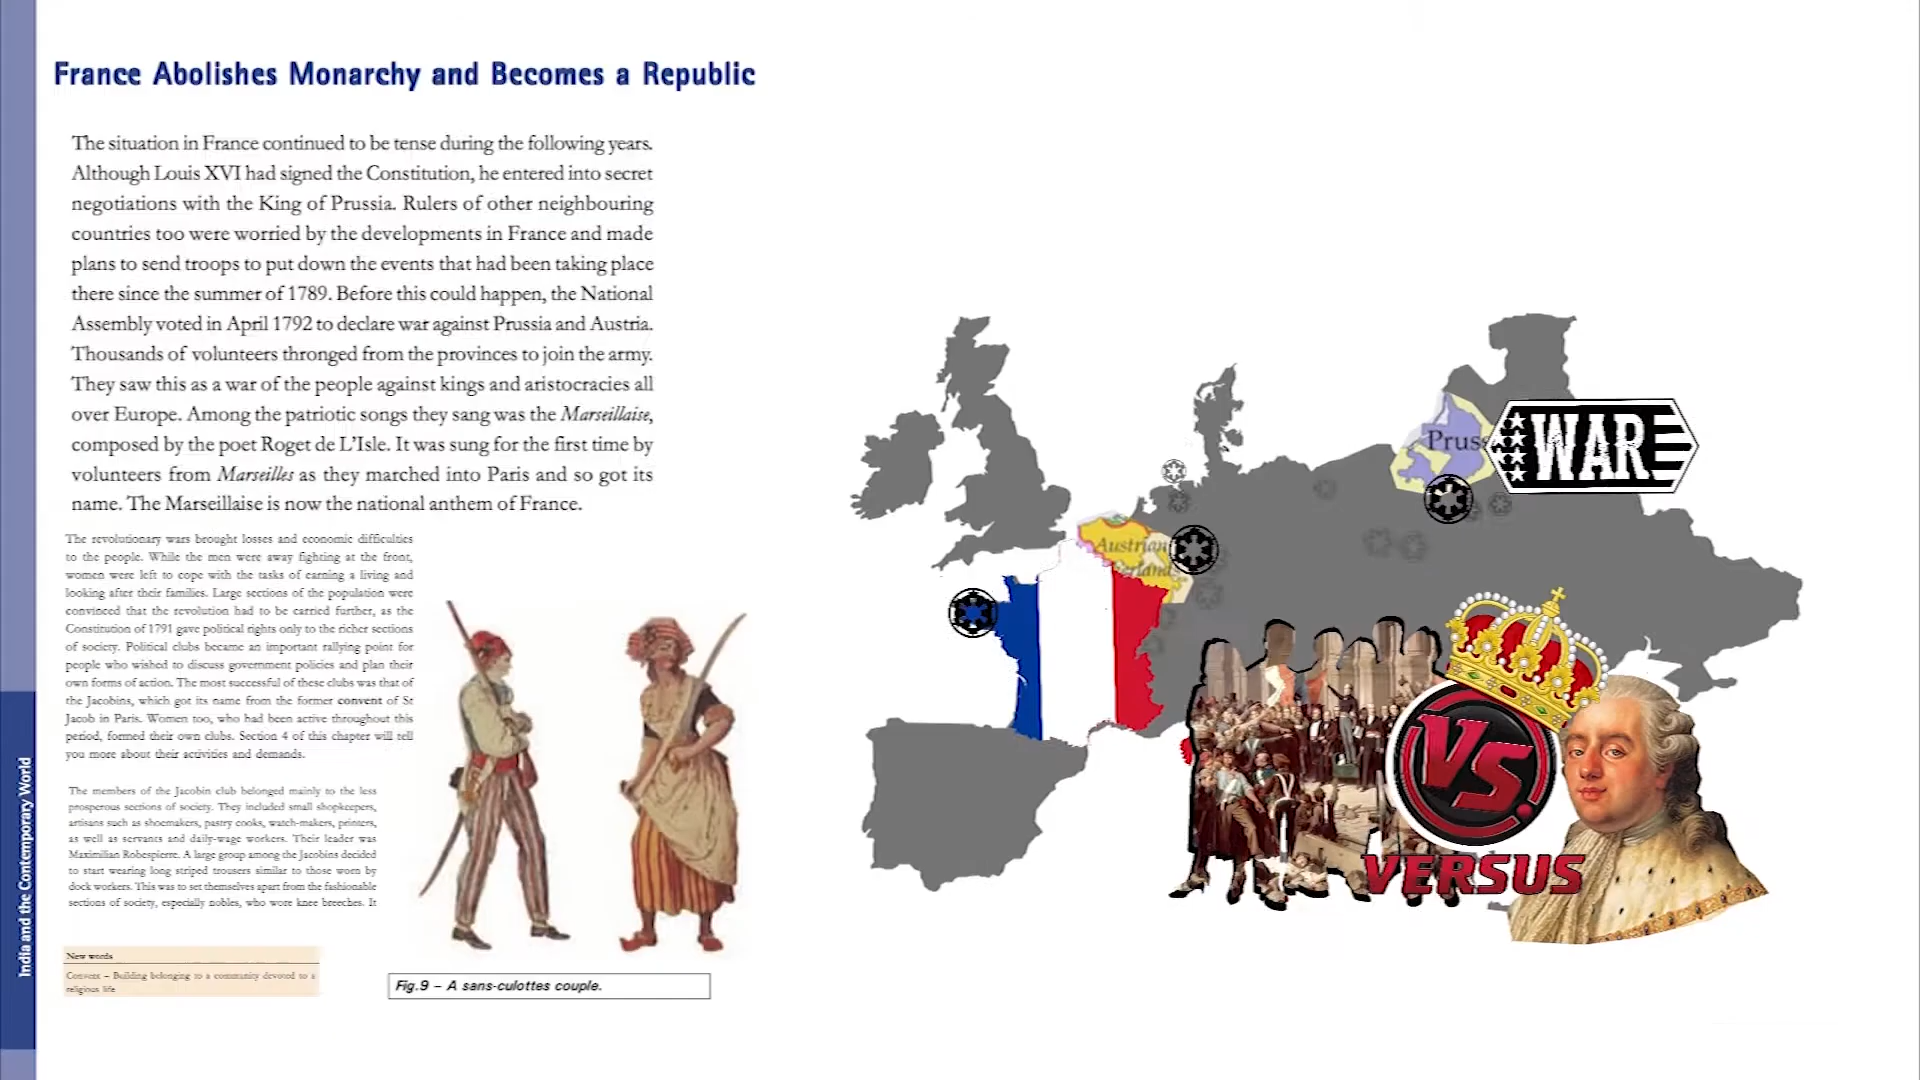 France Abolishes Monarchy and Becomes a Republic
The situation in France continued to be tense during the following years.
Although Louis XVI had signed the Constitution, he entered into secret
negotiations with the King of Prussia. Rulers of other neighbouring
countries too were worried by the developments in France and made
plans to send troops to put down the events that had been taking place
there since the summer of 1789. Before this could happen, the National
Assembly voted in April 1792 to declare war against Prussia and Austria.
Thousands of volunteers thronged from the provinces to join the army.
They saw this as a war of the people against kings and aristocracies all
over Europe. Among the patriotic songs they sang was the Marseillaise,
composed by the poet Roget de L'Isle. It was sung for the first time by
volunteers from Marseilles as they marched into Paris and so got its
name. The Marseillaise is now the national anthem of France.
The revolutionary wars brought losses and economic difficulties
to the people. While the men were away fighting at the front,
women were left to cope with the tasks of earning a living and
looking after their families. Large sections of the population were
convinced that the revolution had to be carried further, as the
Constitution of 1791 gave political rights only to the richer sections
of society. Political clubs became an important rallying point for
people who wished to discuss government policies and plan their
own forms of action. The most successful of these clubs was that of
the Jacobins, which got its name from the former convent of St
Jacob in Paris. Women too, who had been active throughout this
period, formed their own clubs. Section 4 of this chapter will tell
you more about their activities and demands.
The members of the Jacobin club belonged mainly to the less
prosperous sections of society. They included small shopkeepers,
artisans such as shoemakers, pastry cooks, watch-makers, printers,
as well as servants and daily-wage workers. Their leader was
Maximilian Robespierre. A large group among the Jacobins decided
to start wearing long striped trousers similar to those worn by
dock workers. This was to set themselves apart from the fashionable
sections of society, especially nobles, who wore knee breeches. It
New words
Convent – Building belonging to a community devoted to a
religious life
Fig.9 – A sans-culottes couple.
India and the Contemporary World
Pruss
WAR
Austrian
erland
VS.
VERSUS